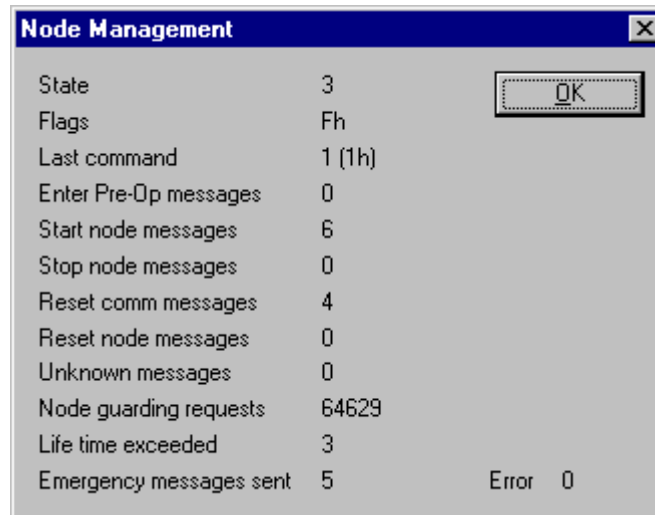 Node Management
State 3 OK
Flags Fh
Last command 1 (1h)
Enter Pre-Op messages 0
Start node messages 6
Stop node messages 0
Reset comm messages 4
Reset node messages 0
Unknown messages 0
Node guarding requests 64629
Life time exceeded 3
Emergency messages sent 5 Error 0